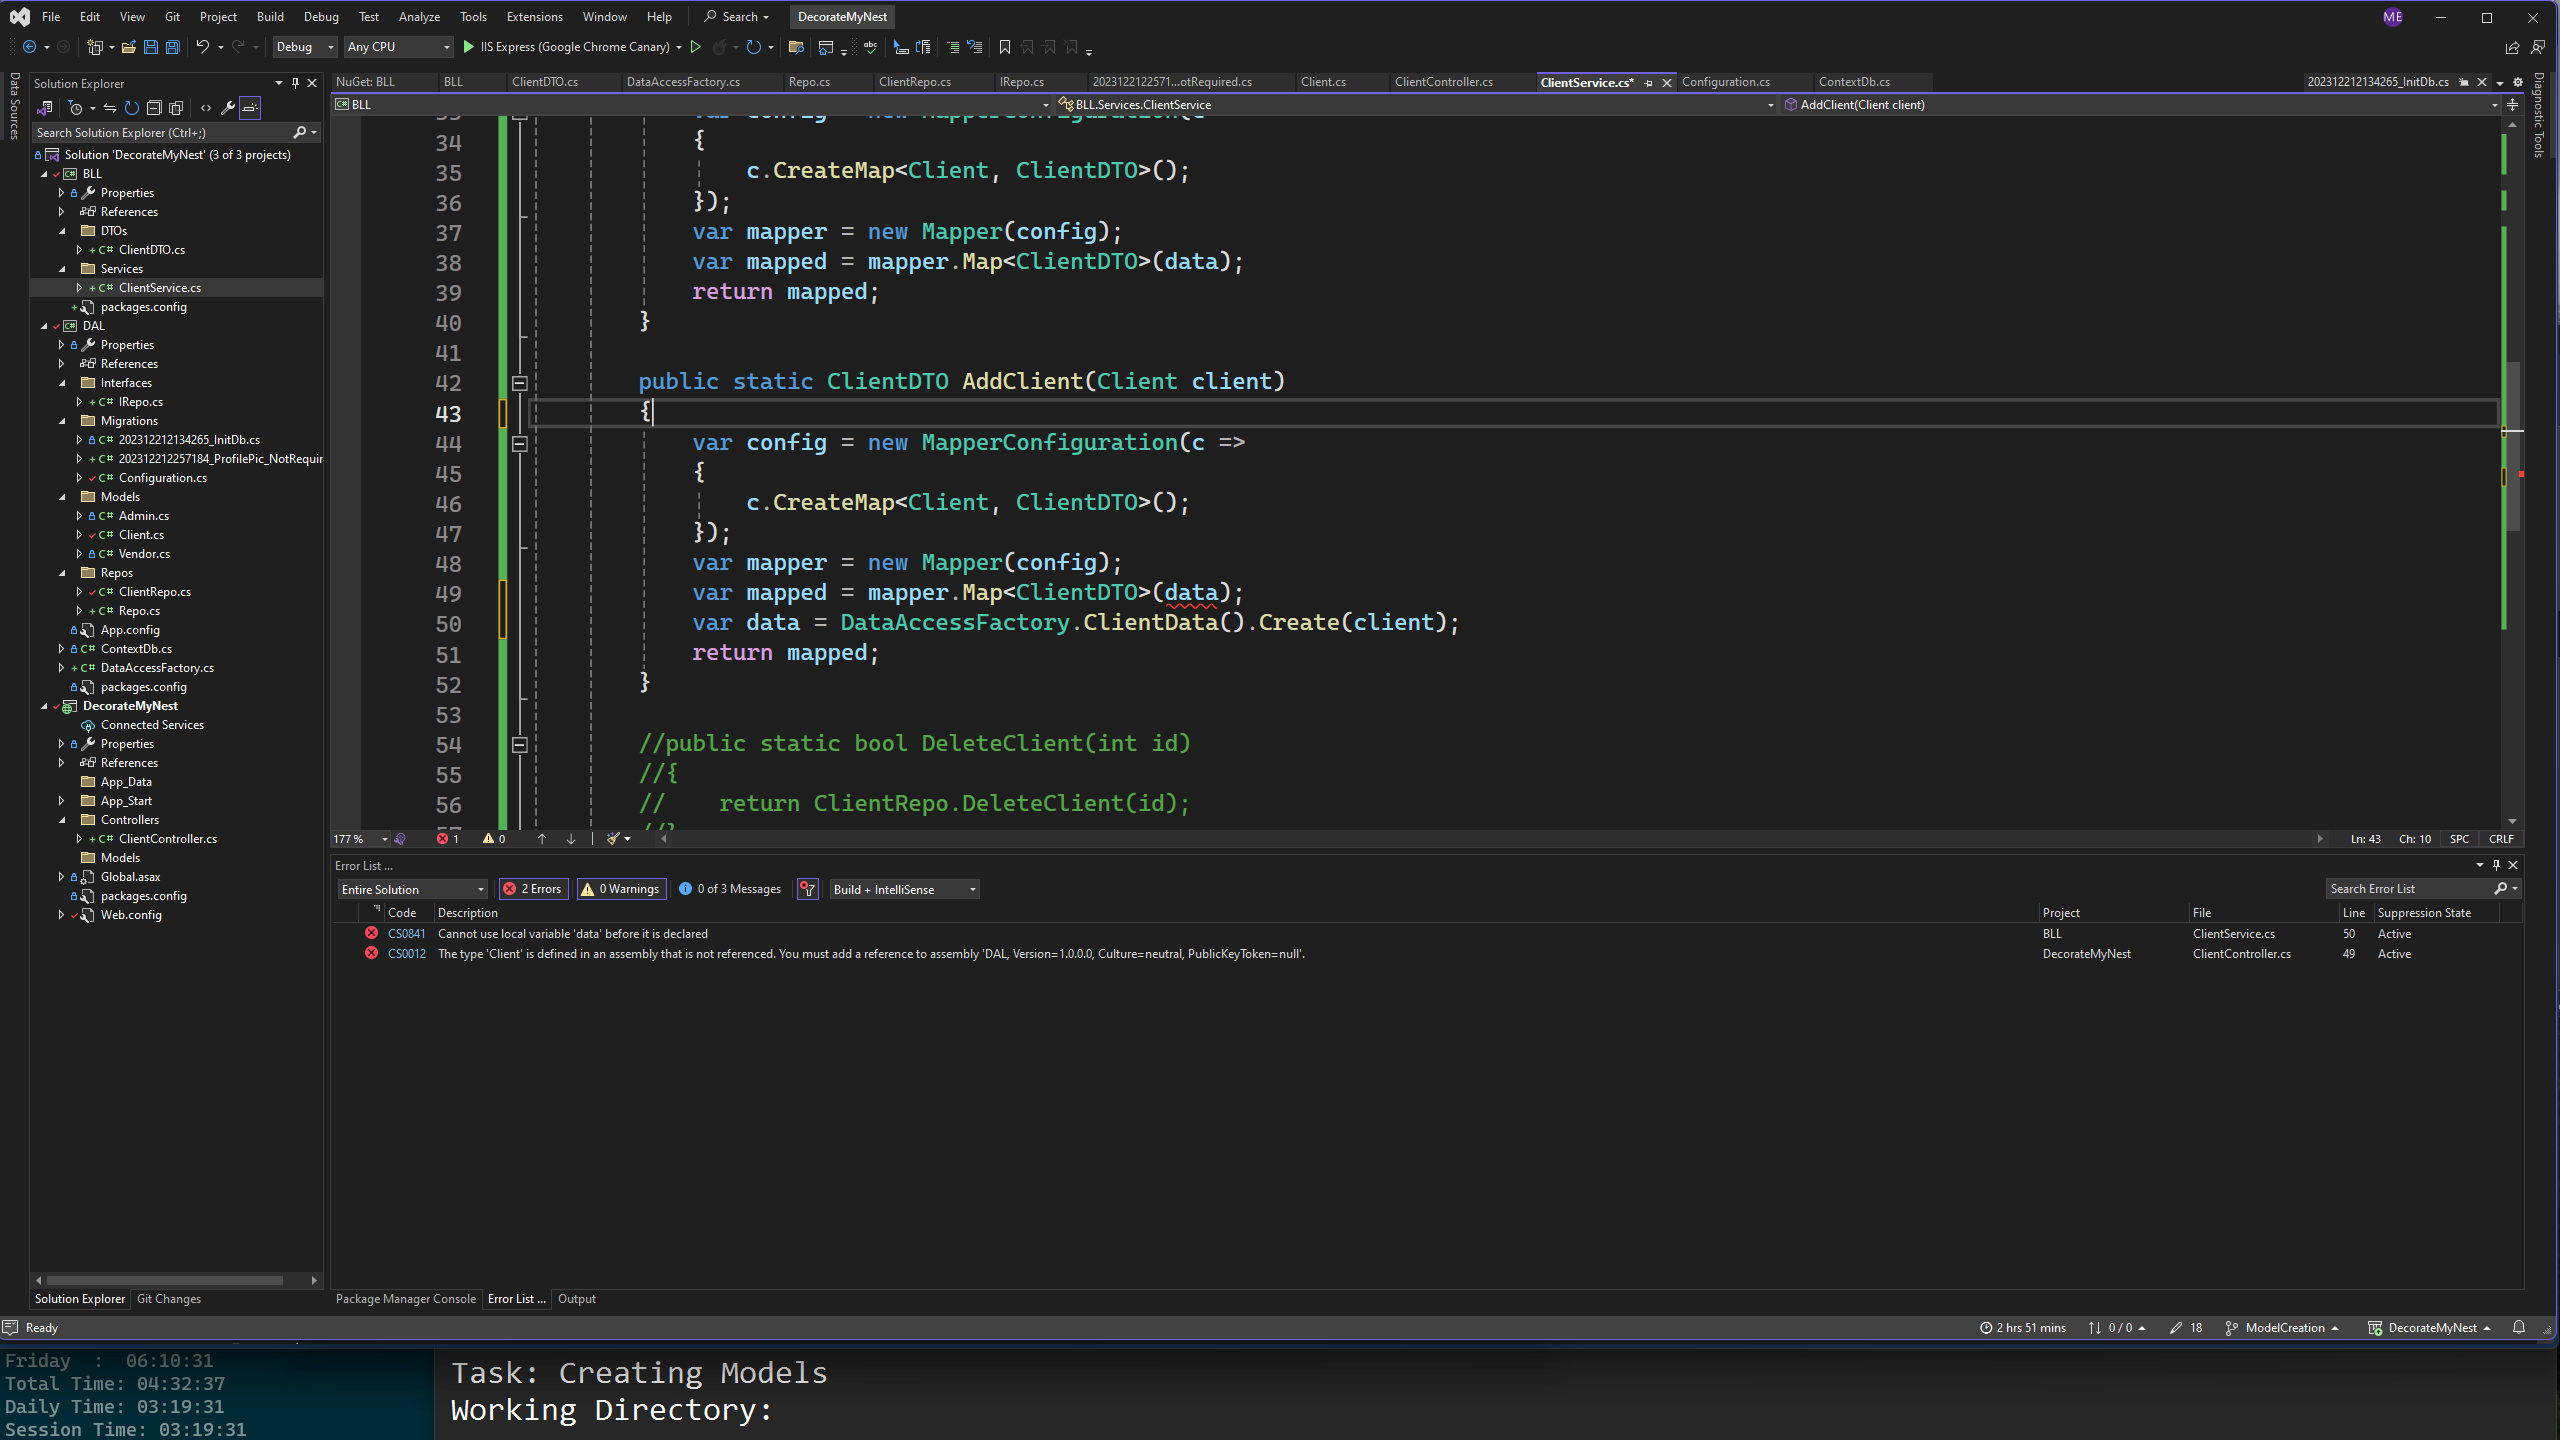 File Edit View Git Project Build Debug Test Analyze Tools Extensions Window Help Search DecorateMyNest ME
Debug Any CPU IIS Express (Google Chrome Canary)
Data Sources
Solution Explorer
Search Solution Explorer (Ctrl+;)
Solution 'DecorateMyNest' (3 of 3 projects)
BLL
Properties
References
DTOs
C# ClientDTO.cs
Services
C# ClientService.cs
packages.config
DAL
Properties
References
Interfaces
C# IRepo.cs
Migrations
C# 202312212134265_InitDb.cs
C# 202312212257184_ProfilePic_NotRequir
C# Configuration.cs
Models
C# Admin.cs
C# Client.cs
C# Vendor.cs
Repos
C# ClientRepo.cs
C# Repo.cs
App.config
C# ContextDb.cs
C# DataAccessFactory.cs
packages.config
DecorateMyNest
Connected Services
Properties
References
App_Data
App_Start
Controllers
C# ClientController.cs
Models
Global.asax
packages.config
Web.config
Solution Explorer Git Changes
NuGet: BLL BLL ClientDTO.cs DataAccessFactory.cs Repo.cs ClientRepo.cs IRepo.cs 2023122122571...otRequired.cs Client.cs ClientController.cs ClientService.cs* Configuration.cs ContextDb.cs 202312212134265_InitDb.cs
C# BLL BLL.Services.ClientService AddClient(Client client)
Diagnostic Tools
34 {
35 c.CreateMap<Client, ClientDTO>();
36 });
37 var mapper = new Mapper(config);
38 var mapped = mapper.Map<ClientDTO>(data);
39 return mapped;
40 }
41
42 public static ClientDTO AddClient(Client client)
43 {
44 var config = new MapperConfiguration(c =>
45 {
46 c.CreateMap<Client, ClientDTO>();
47 });
48 var mapper = new Mapper(config);
49 var mapped = mapper.Map<ClientDTO>(data);
50 var data = DataAccessFactory.ClientData().Create(client);
51 return mapped;
52 }
53
54 //public static bool DeleteClient(int id)
55 //{
56 // return ClientRepo.DeleteClient(id);
177 % 1 0 Ln: 43 Ch: 10 SPC CRLF
Error List ...
Entire Solution 2 Errors 0 Warnings 0 of 3 Messages Build + IntelliSense Search Error List
Code Description Project File Line Suppression State
CS0841 Cannot use local variable 'data' before it is declared BLL ClientService.cs 50 Active
CS0012 The type 'Client' is defined in an assembly that is not referenced. You must add a reference to assembly 'DAL, Version=1.0.0.0, Culture=neutral, PublicKeyToken=null'. DecorateMyNest ClientController.cs 49 Active
Package Manager Console Error List ... Output
Ready 2 hrs 51 mins 0 / 0 18 ModelCreation DecorateMyNest
Friday : 06:10:31
Total Time: 04:32:37
Daily Time: 03:19:31
Session Time: 03:19:31
Task: Creating Models
Working Directory: